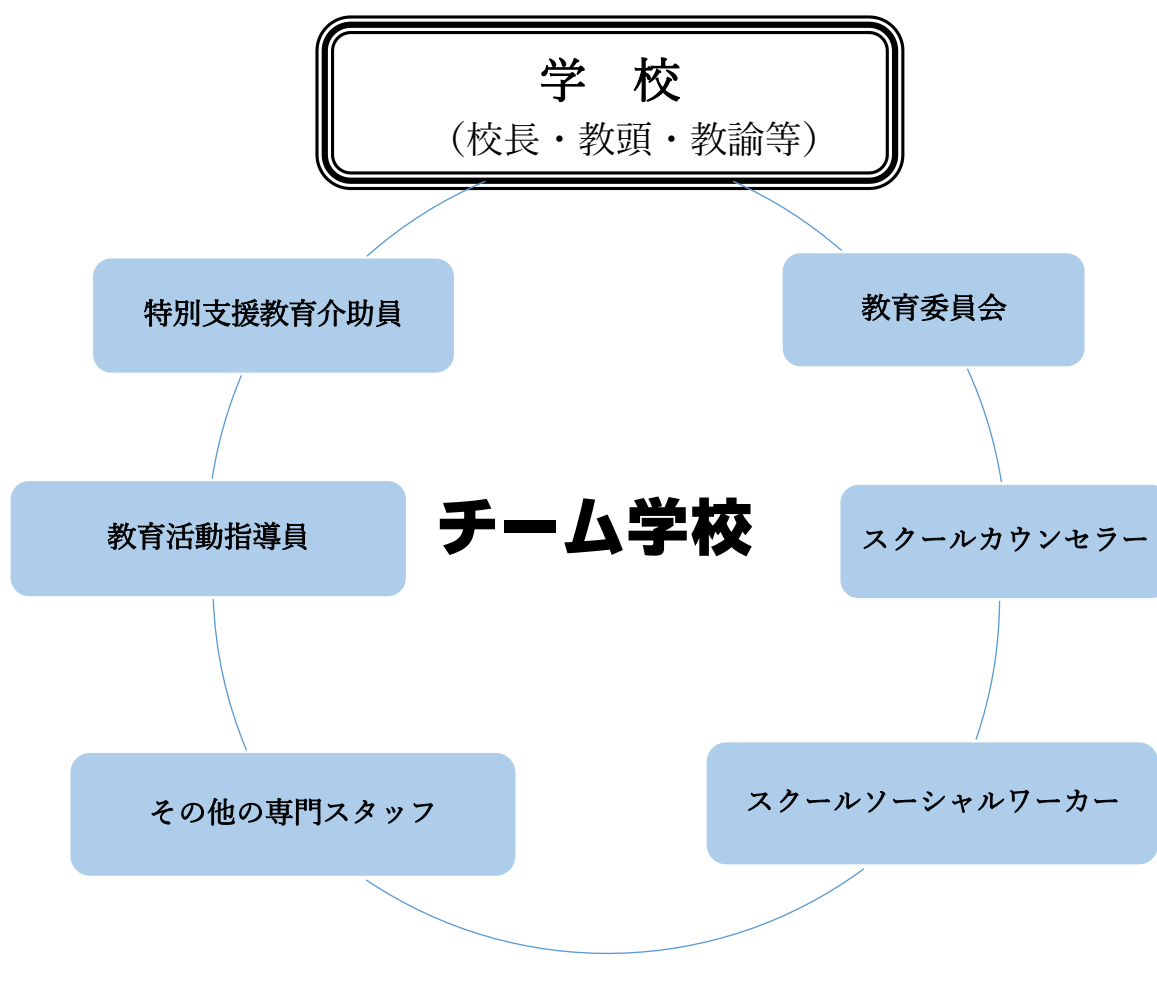 学　校
（校長・教頭・教諭等）
特別支援教育介助員
教育委員会
教育活動指導員
チーム学校
スクールカウンセラー
その他の専門スタッフ
スクールソーシャルワーカー